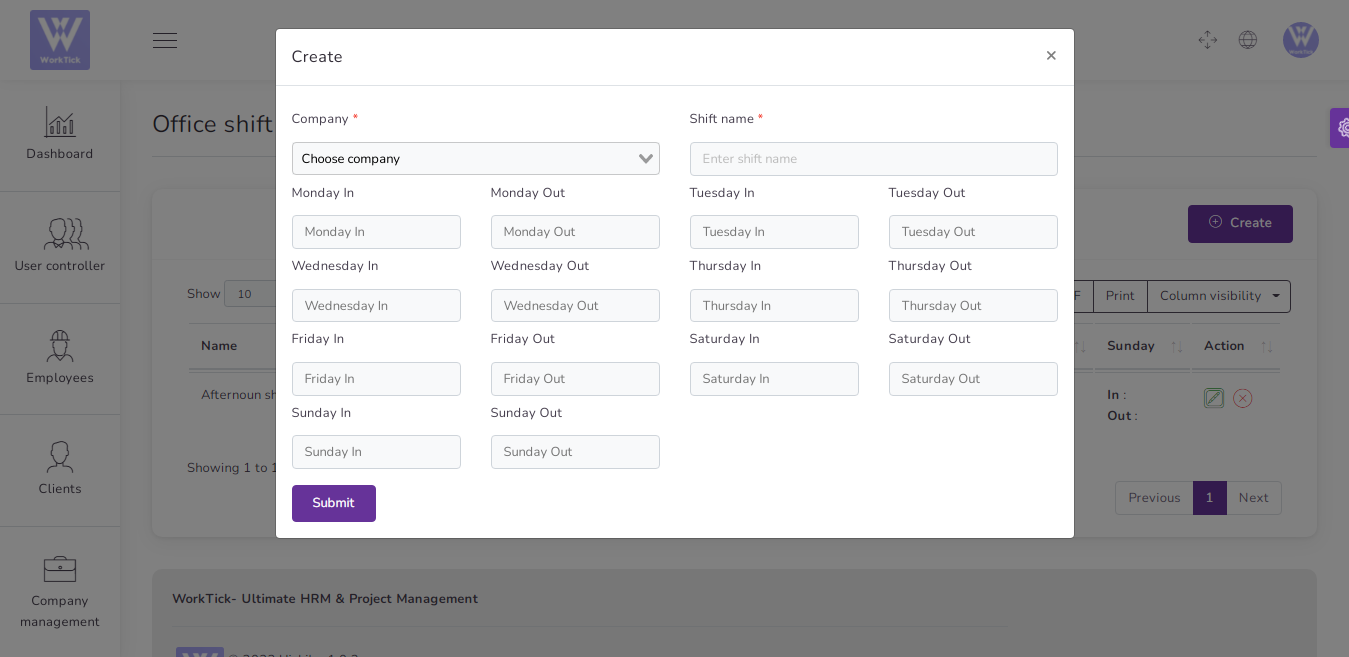 WorkTick
Create ×
WorkTick
Office shift
Dashboard
User controller
Employees
Clients
Company
management
Company * Shift name *
Choose company Enter shift name
Monday In Monday Out Tuesday In Tuesday Out
Monday In Monday Out Tuesday In Tuesday Out
Wednesday In Wednesday Out Thursday In Thursday Out
Wednesday In Wednesday Out Thursday In Thursday Out
Friday In Friday Out Saturday In Saturday Out
Friday In Friday Out Saturday In Saturday Out
Sunday In Sunday Out
Sunday In Sunday Out
Submit
Create
Show 10
F Print Column visibility
Name Sunday Action
Afternoun sh
In :
Out :
Showing 1 to 1
Previous 1 Next
WorkTick- Ultimate HRM & Project Management